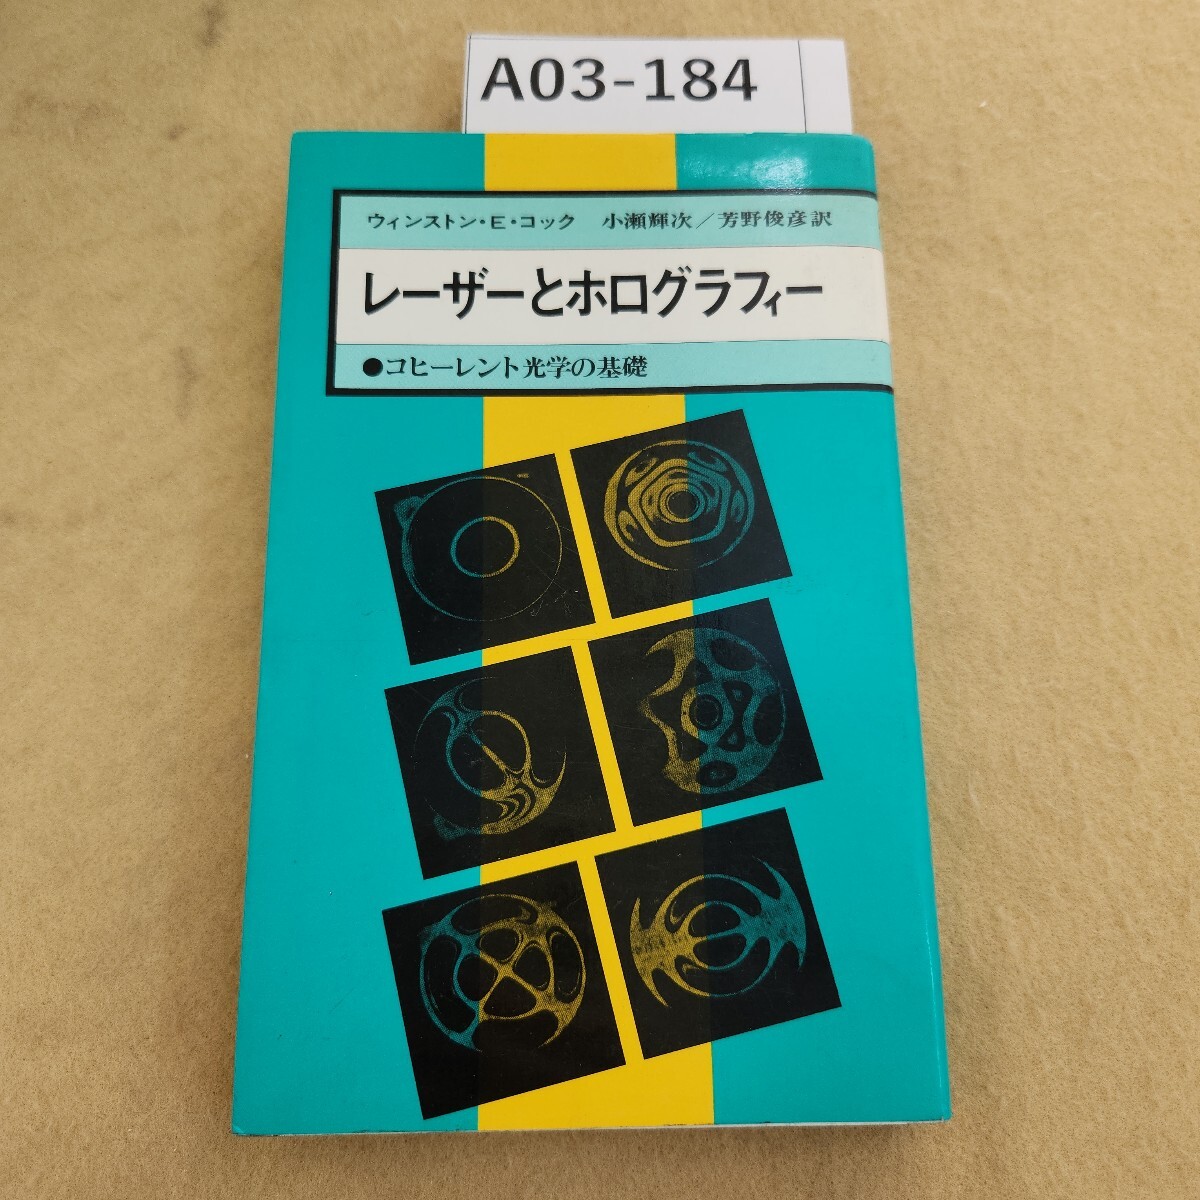 A03-184
ウィンストン・E・コック 小瀬輝次／芳野俊彦訳
レーザーとホログラフィー
●コヒーレント光学の基礎